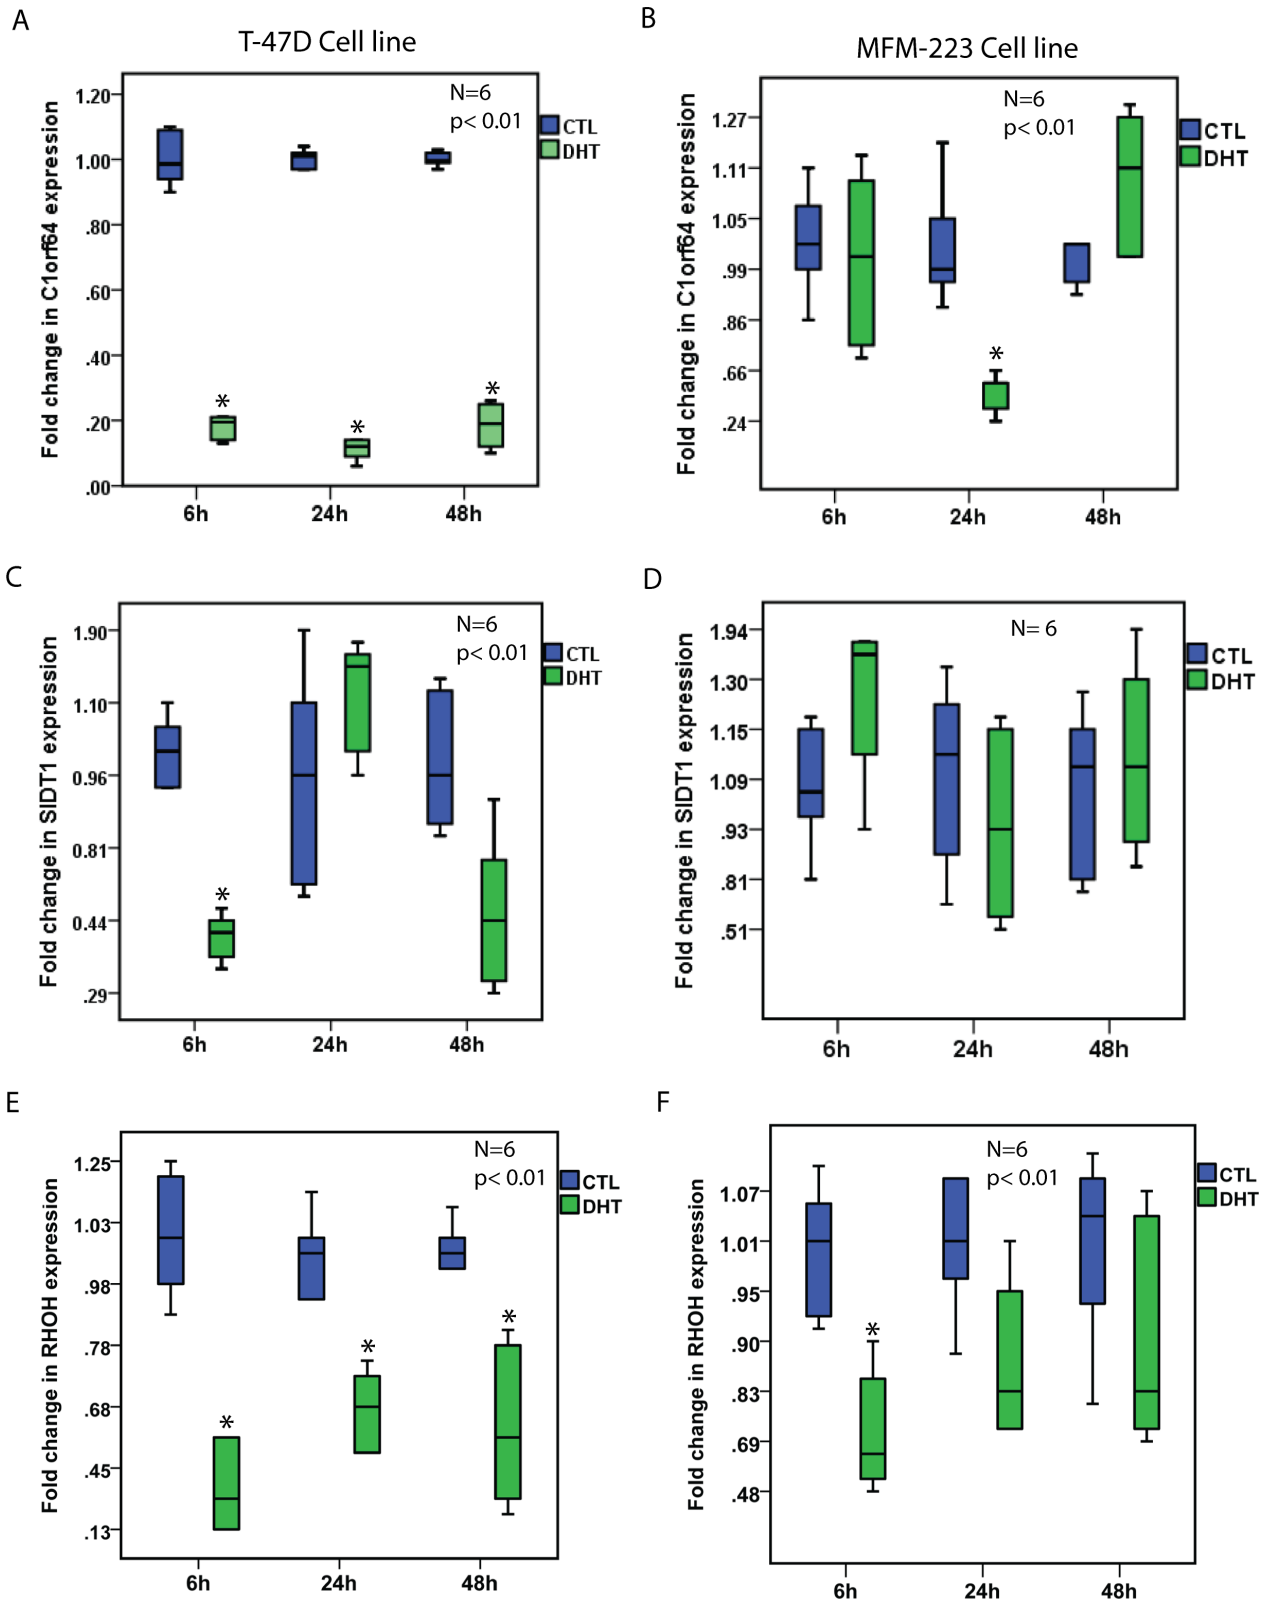 A
T-47D Cell line
Fold change in C1orf64 expression
1.20
1.00
.80
.60
.40
.20
.00
N=6
p< 0.01
CTL
DHT
*
*
*
6h
24h
48h
B
MFM-223 Cell line
Fold change in C1orf64 expression
1.27
1.11
1.05
.99
.86
.66
.24
N=6
p< 0.01
CTL
DHT
*
6h
24h
48h
C
Fold change in SIDT1 expression
1.90
1.10
0.96
0.81
0.44
.29
N=6
p< 0.01
CTL
DHT
*
6h
24h
48h
D
Fold change in SIDT1 expression
1.94
1.30
1.15
1.09
.93
.81
.51
N= 6
CTL
DHT
6h
24h
48h
E
Fold change in RHOH expression
1.25
1.03
.98
.78
.68
.45
.13
N=6
p< 0.01
CTL
DHT
*
*
*
6h
24h
48h
F
Fold change in RHOH expression
1.07
1.01
.95
.90
.83
.69
.48
N=6
p< 0.01
CTL
DHT
*
6h
24h
48h